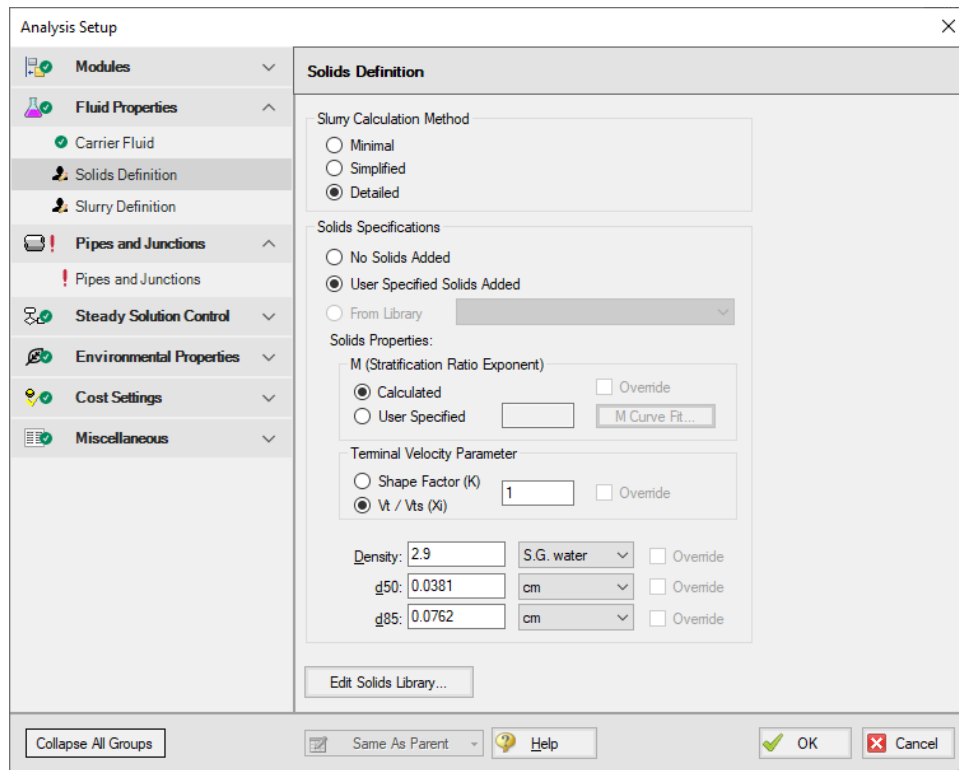 Analysis Setup
Modules
Fluid Properties
Carrier Fluid
Solids Definition
Slurry Definition
Pipes and Junctions
Pipes and Junctions
Steady Solution Control
Environmental Properties
Cost Settings
Miscellaneous
Collapse All Groups
Solids Definition
Slurry Calculation Method
Minimal
Simplified
Detailed
Solids Specifications
No Solids Added
User Specified Solids Added
From Library
Solids Properties:
M (Stratification Ratio Exponent)
Calculated
Override
User Specified
M Curve Fit...
Terminal Velocity Parameter
Shape Factor (K)
Vt / Vts (Xi)
1
Override
Density: 2.9 S.G. water Override
d50: 0.0381 cm Override
d85: 0.0762 cm Override
Edit Solids Library...
Same As Parent
Help
OK
Cancel